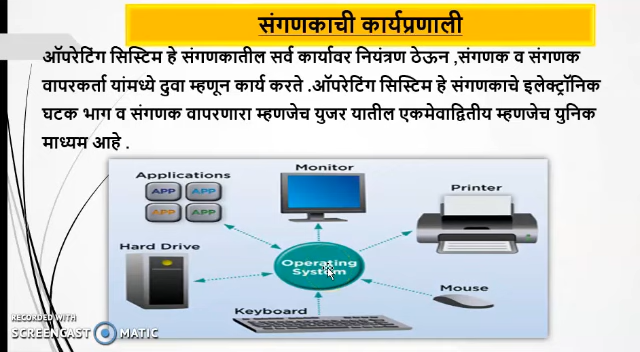 संगणकाची कार्यप्रणाली
ऑपरेटिंग सिस्टिम हे संगणकातील सर्व कार्यावर नियंत्रण ठेऊन ,संगणक व संगणक
वापरकर्ता यांमध्ये दुवा म्हणून कार्य करते .ऑपरेटिंग सिस्टिम हे संगणकाचे इलेक्ट्रॉनिक
घटक भाग व संगणक वापरणारा म्हणजेच युजर यातील एकमेवाद्वितीय म्हणजेच युनिक
माध्यम आहे .
Applications
Monitor
Printer
APP APP
APP APP
Hard Drive
Operating
System
Mouse
Keyboard
RECORDED WITH
SCREENCAST MATIC